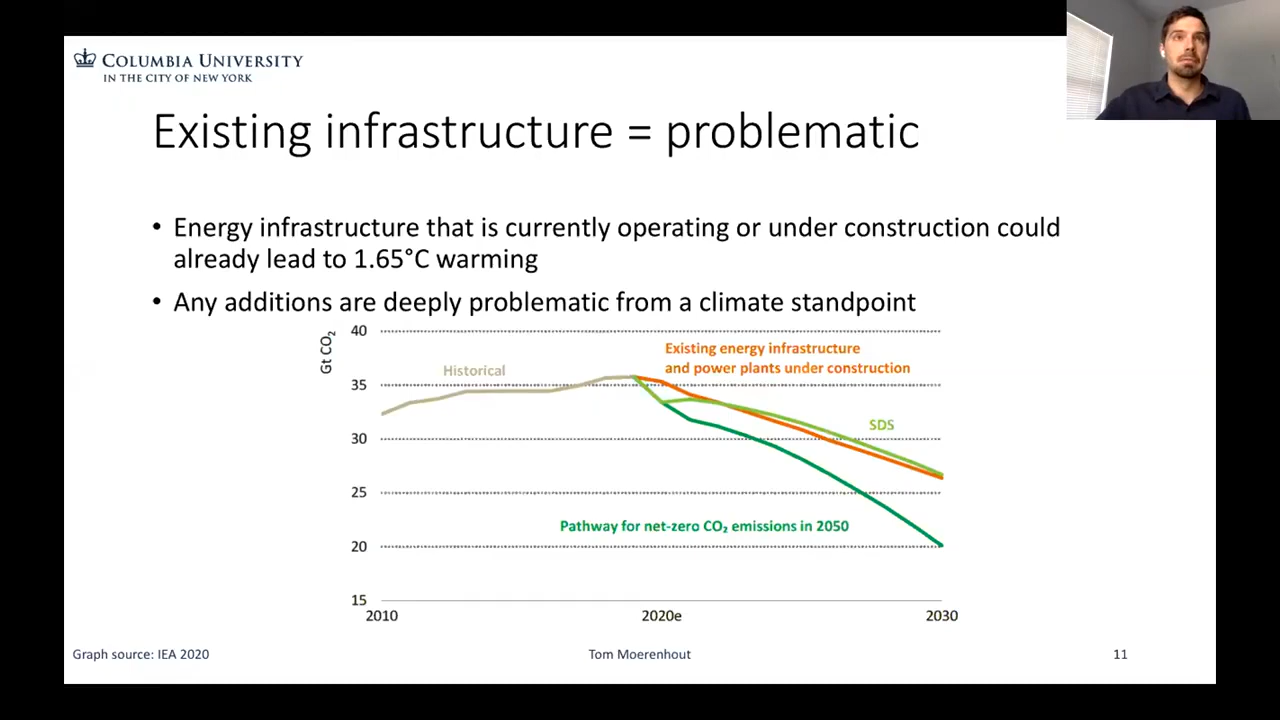 COLUMBIA UNIVERSITY
IN THE CITY OF NEW YORK
Existing infrastructure = problematic
• Energy infrastructure that is currently operating or under construction could
already lead to 1.65°C warming
• Any additions are deeply problematic from a climate standpoint
Gt CO₂
40
35
30
25
20
15
Historical
Existing energy infrastructure
and power plants under construction
SDS
Pathway for net-zero CO₂ emissions in 2050
2010
2020e
2030
Graph source: IEA 2020
Tom Moerenhout
11